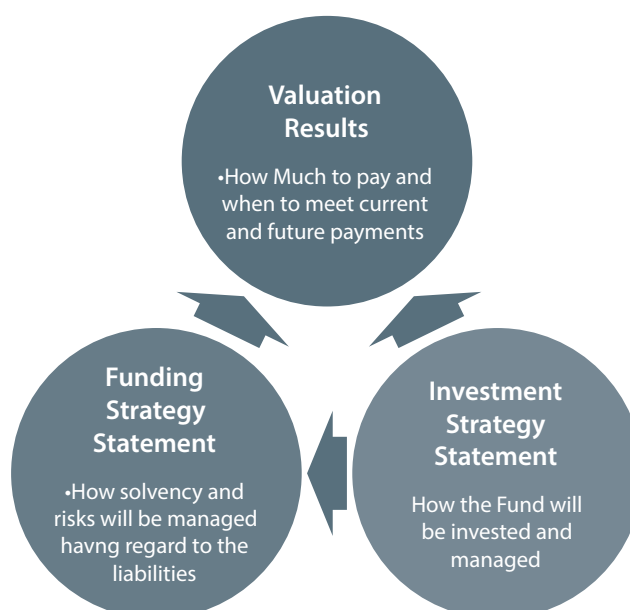 Valuation
Results
•How Much to pay and
when to meet current
and future payments
Funding
Strategy
Statement
•How solvency and
risks will be managed
havng regard to the
liabilities
Investment
Strategy
Statement
How the Fund will
be invested and
managed